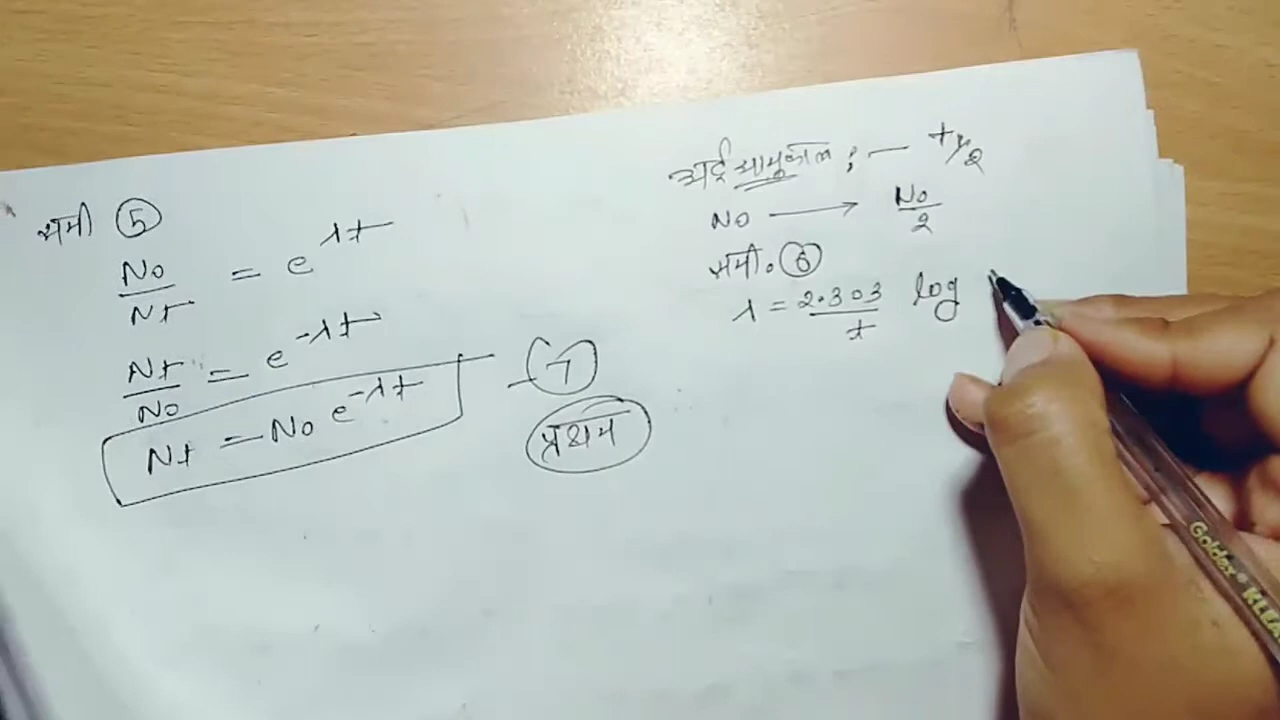 समी ⑤
No/Nt = e^λt
Nt/No = e^-λt
Nt = No e^-λt – ⑦
प्रथम
अर्द्ध आयुकाल :— t½
No ⟶ No/2
समी. ⑥
λ = 2.303/t log
Goldex® KLEA